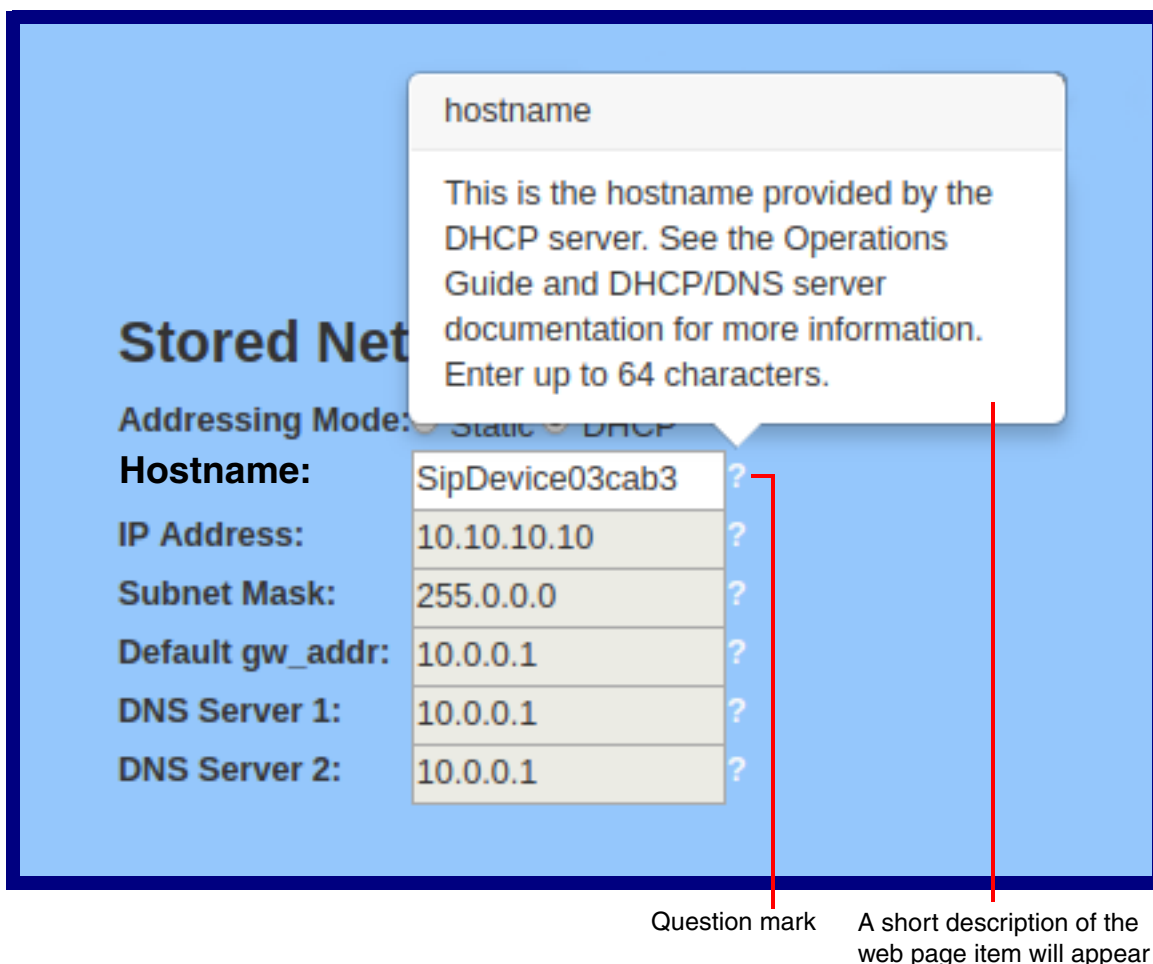 hostname
This is the hostname provided by the
DHCP server. See the Operations
Guide and DHCP/DNS server
documentation for more information.
Enter up to 64 characters.
Stored Net
Addressing Mode: Static DHCP
Hostname: SipDevice03cab3 ?
IP Address: 10.10.10.10 ?
Subnet Mask: 255.0.0.0 ?
Default gw_addr: 10.0.0.1 ?
DNS Server 1: 10.0.0.1 ?
DNS Server 2: 10.0.0.1 ?
Question mark
A short description of the
web page item will appear